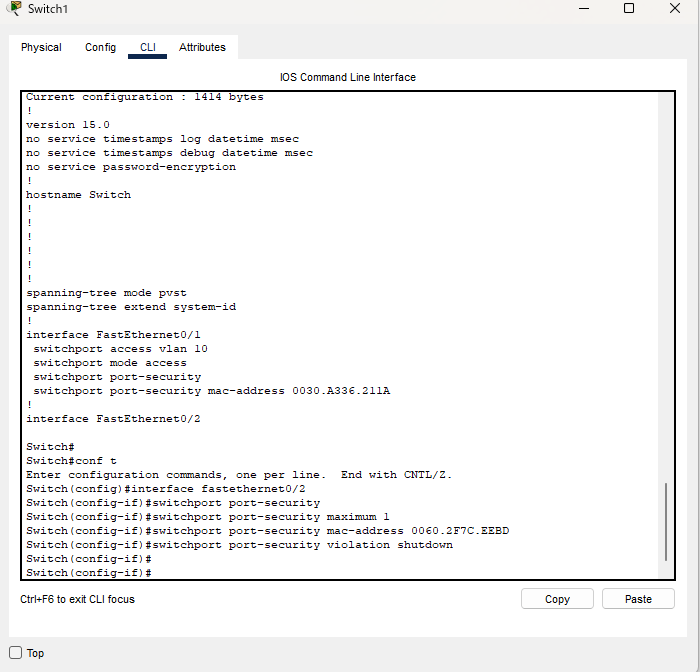 Switch1
Physical Config CLI Attributes
IOS Command Line Interface
Current configuration : 1414 bytes
!
version 15.0
no service timestamps log datetime msec
no service timestamps debug datetime msec
no service password-encryption
!
hostname Switch
!
!
!
!
!
!
spanning-tree mode pvst
spanning-tree extend system-id
!
interface FastEthernet0/1
 switchport access vlan 10
 switchport mode access
 switchport port-security
 switchport port-security mac-address 0030.A336.211A
!
interface FastEthernet0/2

Switch#
Switch#conf t
Enter configuration commands, one per line.  End with CNTL/Z.
Switch(config)#interface fastethernet0/2
Switch(config-if)#switchport port-security
Switch(config-if)#switchport port-security maximum 1
Switch(config-if)#switchport port-security mac-address 0060.2F7C.EEBD
Switch(config-if)#switchport port-security violation shutdown
Switch(config-if)#
Switch(config-if)#
Ctrl+F6 to exit CLI focus
Copy Paste
Top